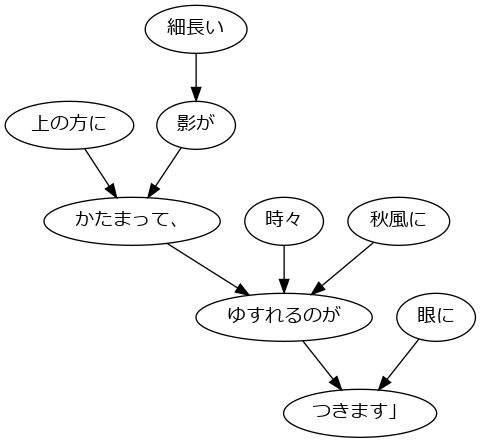 細長い
上の方に
影が
かたまって、
時々
秋風に
ゆすれるのが
眼に
つきます」